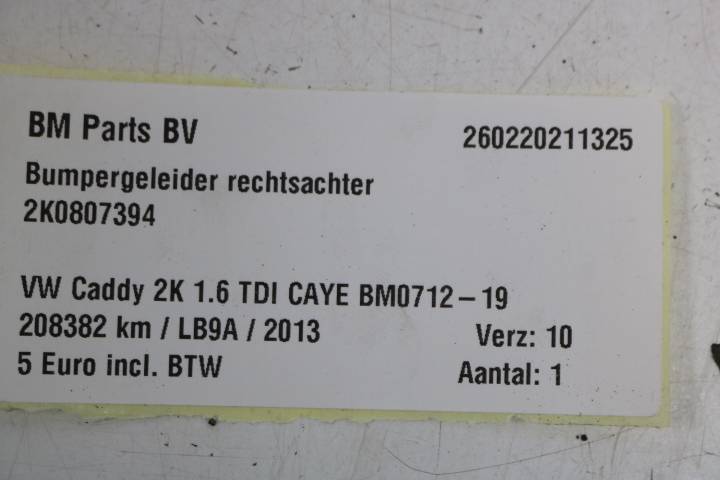 BM Parts BV 260220211325
Bumpergeleider rechtsachter
2K0807394
VW Caddy 2K 1.6 TDI CAYE BM0712-19
208382 km / LB9A / 2013 Verz: 10
5 Euro incl. BTW Aantal: 1